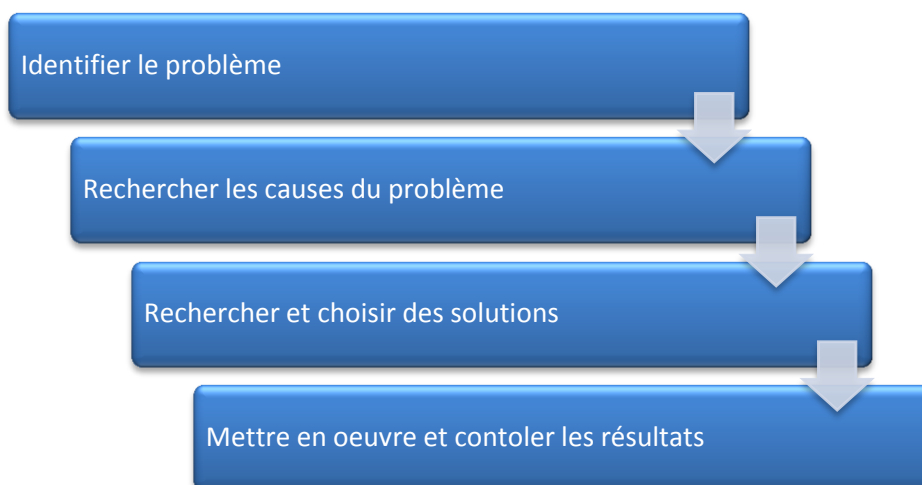 Identifier le problème
Rechercher les causes du problème
Rechercher et choisir des solutions
Mettre en oeuvre et contoler les résultats